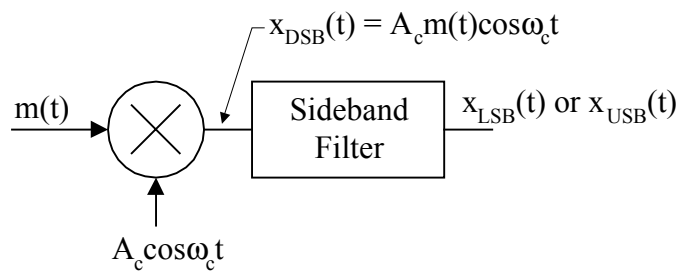 x_DSB(t) = A_c m(t)cosω_c t
m(t)
Sideband
Filter
x_LSB(t) or x_USB(t)
A_c cosω_c t